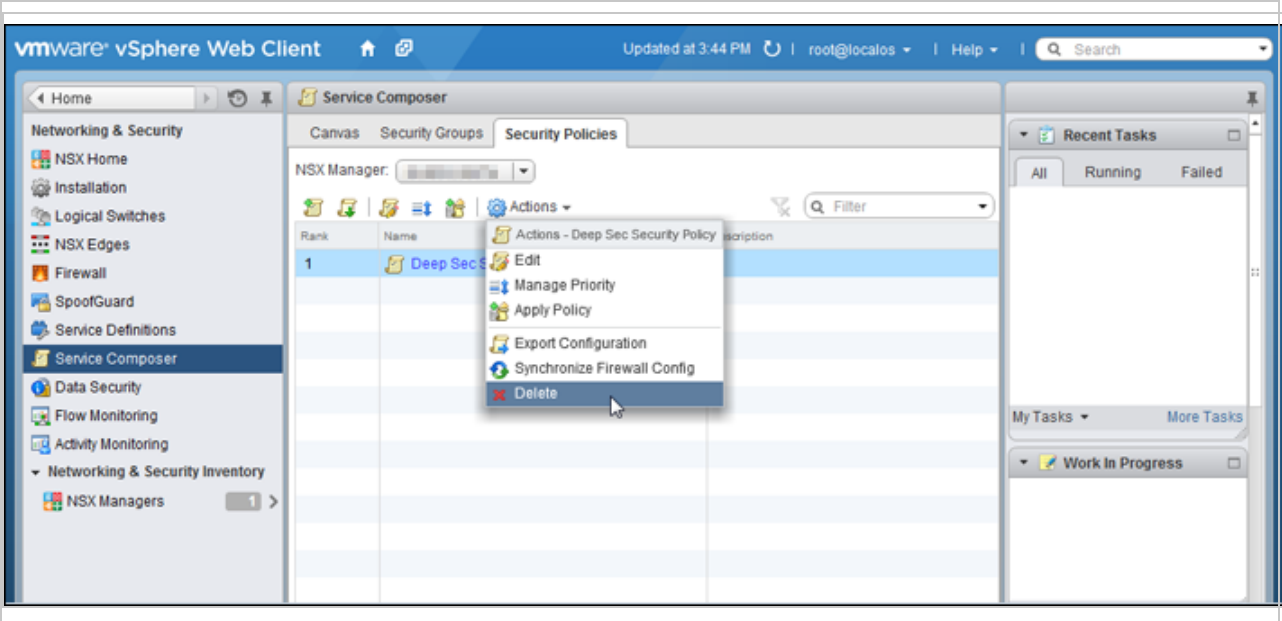 vmware vSphere Web Client Updated at 3:44 PM | root@localos | Help | Search
Home
Networking & Security
NSX Home
Installation
Logical Switches
NSX Edges
Firewall
SpoofGuard
Service Definitions
Service Composer
Data Security
Flow Monitoring
Activity Monitoring
Networking & Security Inventory
NSX Managers 1
Service Composer
Canvas Security Groups Security Policies
NSX Manager:
Actions Filter
Rank Name
1 Deep Sec
Actions - Deep Sec Security Policy
Edit
Manage Priority
Apply Policy
Export Configuration
Synchronize Firewall Config
Delete
Recent Tasks
All Running Failed
My Tasks More Tasks
Work In Progress